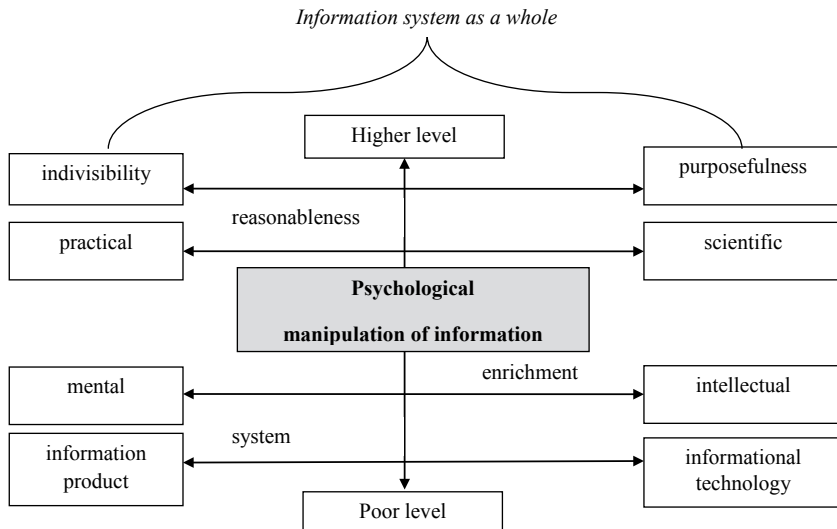 Information system as a whole
Higher level
indivisibility
purposefulness
reasonableness
practical
scientific
Psychological
manipulation of information
mental
enrichment
intellectual
information
product
system
informational
technology
Poor level